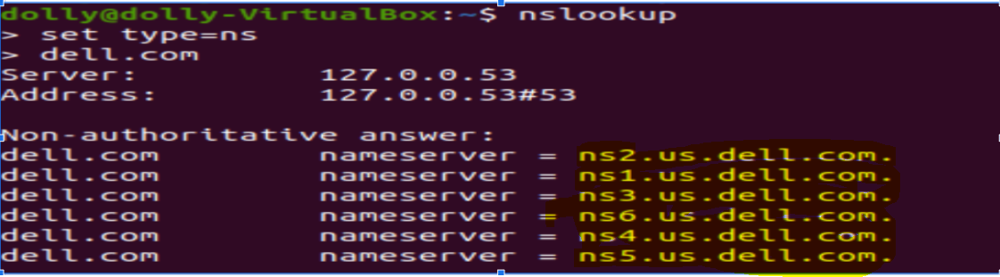 dolly@dolly-VirtualBox:~$ nslookup
> set type=ns
> dell.com
Server: 127.0.0.53
Address: 127.0.0.53#53
Non-authoritative answer:
dell.com nameserver = ns2.us.dell.com.
dell.com nameserver = ns1.us.dell.com.
dell.com nameserver = ns3.us.dell.com.
dell.com nameserver = ns6.us.dell.com.
dell.com nameserver = ns4.us.dell.com.
dell.com nameserver = ns5.us.dell.com.